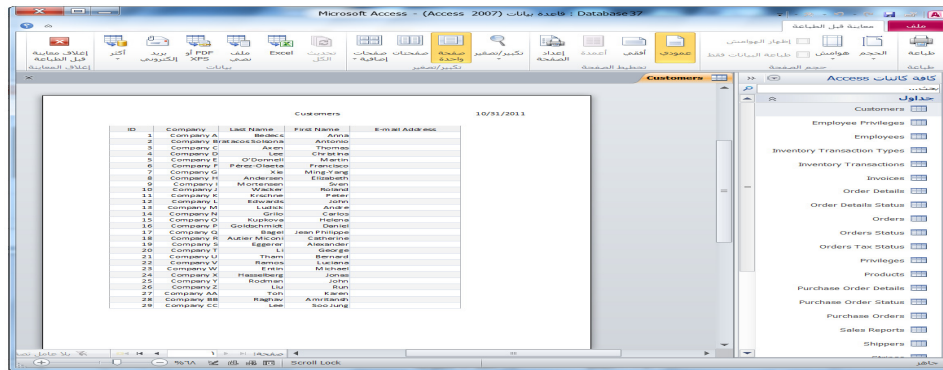 Database37 : قاعدة بيانات (Access 2007) - Microsoft Access
ملف
معاينة قبل الطباعة
طباعة
الحجم
هوامش
إظهار الهوامش
طباعة البيانات فقط
عمودي
أفقي
أعمدة
إعداد الصفحة
تكبير/تصغير
صفحة واحدة
صفحتان
صفحات إضافية
تحديث الكل
Excel
ملف نصي
PDF أو XPS
بريد إلكتروني
أكثر
إغلاق معاينة قبل الطباعة
طباعة
حجم الصفحة
تخطيط الصفحة
تكبير/تصغير
بيانات
إغلاق المعاينة
كافة كائنات Access
بحث...
جداول
Customers
Employee Privileges
Employees
Inventory Transaction Types
Inventory Transactions
Invoices
Order Details
Order Details Status
Orders
Orders Status
Orders Tax Status
Privileges
Products
Purchase Order Details
Purchase Order Status
Purchase Orders
Sales Reports
Shippers
Customers
Customers 10/31/2011
ID Company Last Name First Name E-mail Address
1 Company A Bedecs Anna
2 Company B Gratacos Solsona Antonio
3 Company C Axen Thomas
4 Company D Lee Christina
5 Company E O'Donnell Martin
6 Company F Pérez-Olaeta Francisco
7 Company G Xie Ming-Yang
8 Company H Andersen Elizabeth
9 Company I Mortensen Sven
10 Company J Wacker Roland
11 Company K Krschne Peter
12 Company L Edwards John
13 Company M Ludick Andre
14 Company N Grilo Carlos
15 Company O Kupkova Helena
16 Company P Goldschmidt Daniel
17 Company Q Bagel Jean Philippe
18 Company R Autier Miconi Catherine
19 Company S Eggerer Alexander
20 Company T Li George
21 Company U Tham Bernard
22 Company V Ramos Luciana
23 Company W Entin Michael
24 Company X Hasselberg Jonas
25 Company Y Rodman John
26 Company Z Liu Run
27 Company AA Toh Karen
28 Company BB Raghav Amritansh
29 Company CC Lee Soo Jung
صفحة: ١
بلا عامل تصفية
جاهز
Scroll Lock
%٦٨